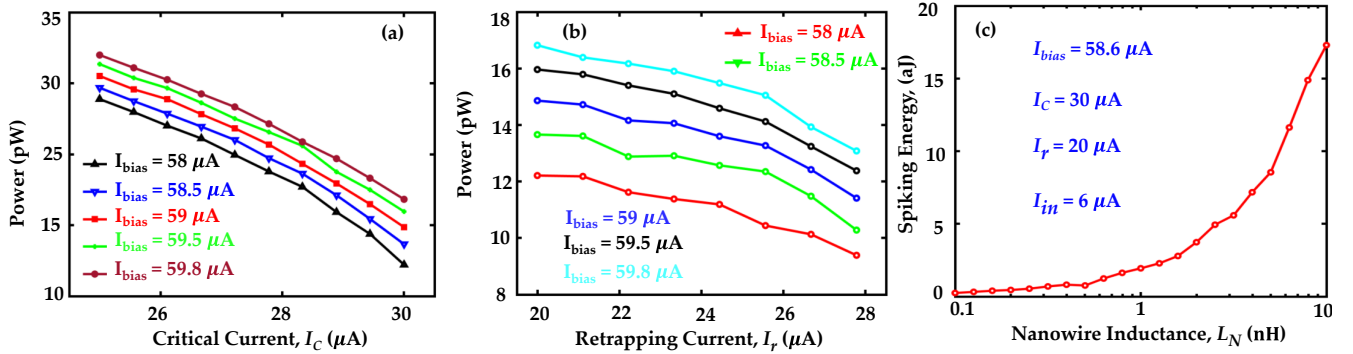 (a)
35
30
25
15
10
Power (pW)
I_bias = 58 μA
I_bias = 58.5 μA
I_bias = 59 μA
I_bias = 59.5 μA
I_bias = 59.8 μA
26 28 30
Critical Current, I_C (μA)
(b)
18
16
14
12
10
8
Power (pW)
I_bias = 58 μA
I_bias = 58.5 μA
I_bias = 59 μA
I_bias = 59.5 μA
I_bias = 59.8 μA
20 22 24 26 28
Retrapping Current, I_r (μA)
(c)
20
15
10
5
0
Spiking Energy, (aJ)
I_bias = 58.6 μA
I_C = 30 μA
I_r = 20 μA
I_in = 6 μA
0.1 1 10
Nanowire Inductance, L_N (nH)